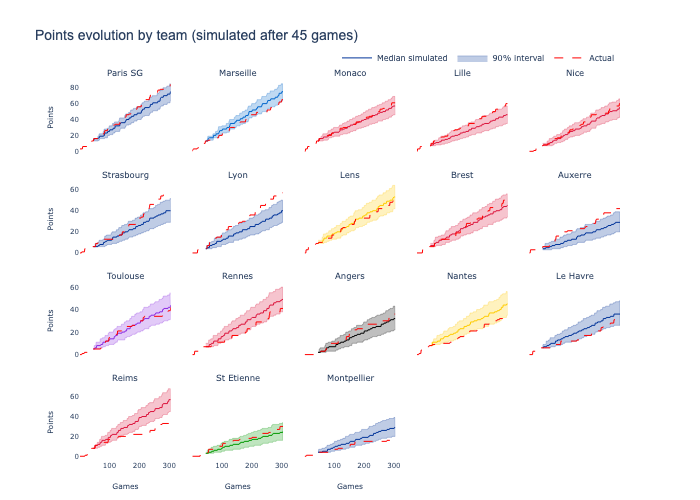 Points evolution by team (simulated after 45 games)
Median simulated 90% interval Actual
Paris SG Marseille Monaco Lille Nice
80
60
40
20
0
Points
Strasbourg Lyon Lens Brest Auxerre
60
40
20
0
Points
Toulouse Rennes Angers Nantes Le Havre
60
40
20
0
Points
Reims St Etienne Montpellier
60
40
20
0
Points
100 200 300 100 200 300 100 200 300
Games Games Games